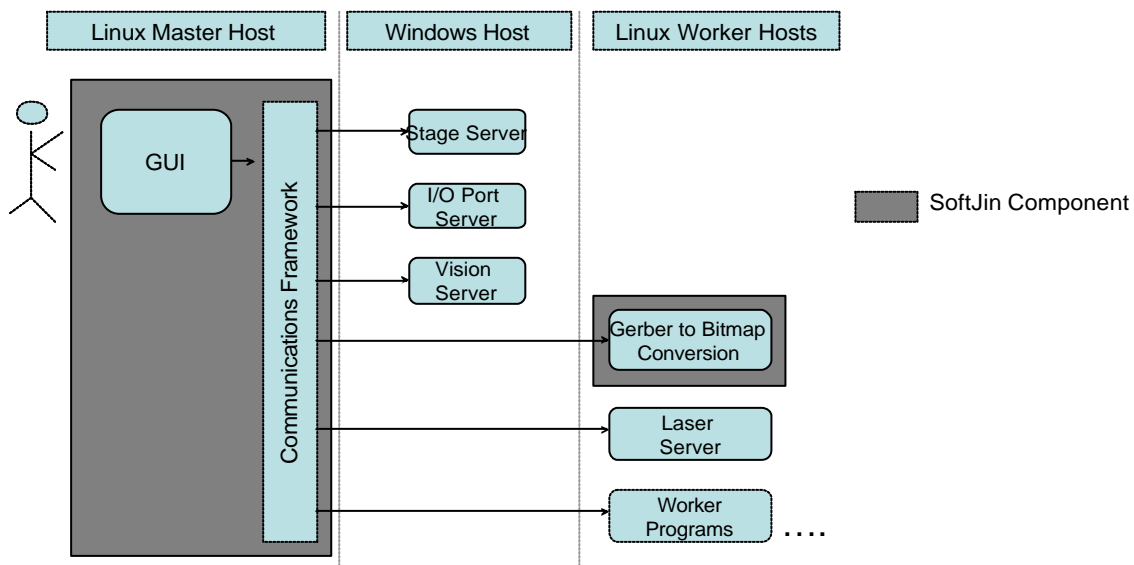 Linux Master Host
Windows Host
Linux Worker Hosts
GUI
Communications Framework
Stage Server
I/O Port
Server
Vision
Server
Gerber to Bitmap
Conversion
Laser
Server
Worker
Programs
....
SoftJin Component